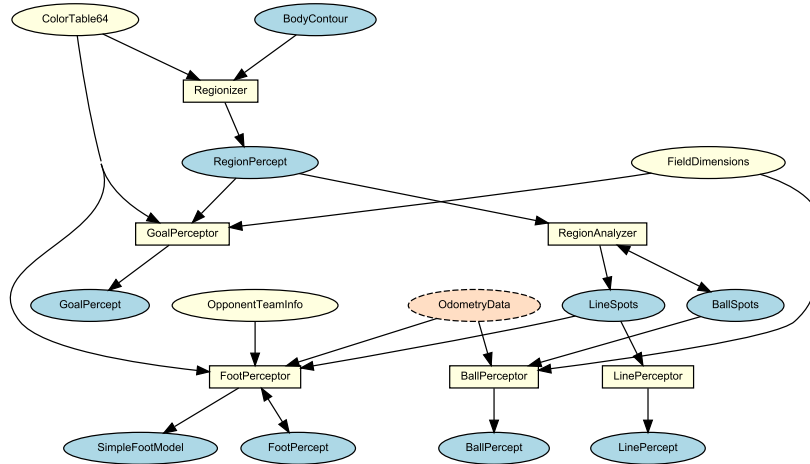 ColorTable64
BodyContour
Regionizer
RegionPercept
FieldDimensions
GoalPerceptor
RegionAnalyzer
GoalPercept
OpponentTeamInfo
OdometryData
LineSpots
BallSpots
FootPerceptor
BallPerceptor
LinePerceptor
SimpleFootModel
FootPercept
BallPercept
LinePercept